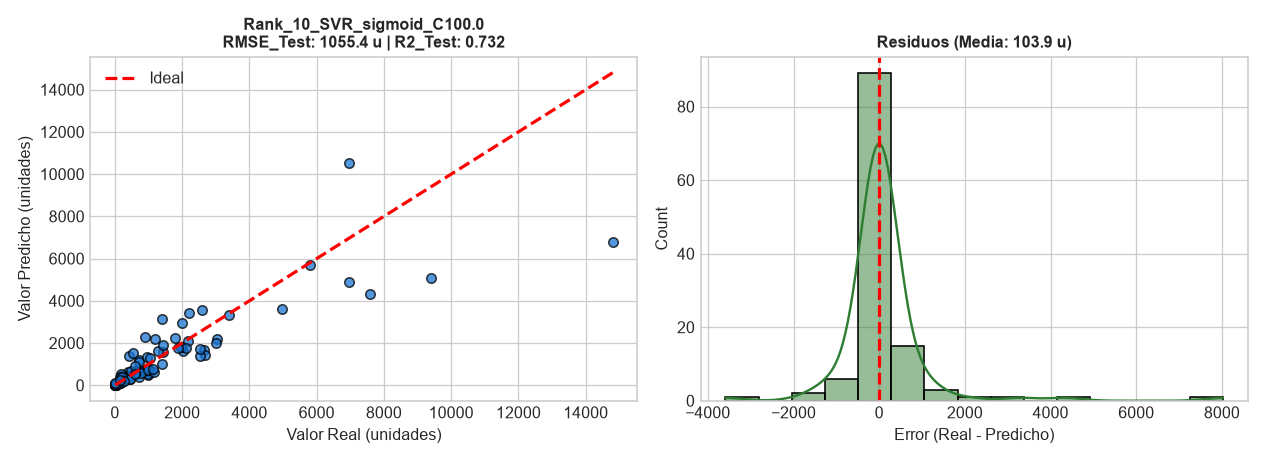 Rank_10_SVR_sigmoid_C100.0
RMSE_Test: 1055.4 u | R2_Test: 0.732
Ideal
14000
12000
10000
8000
6000
4000
2000
0
Valor Predicho (unidades)
0 2000 4000 6000 8000 10000 12000 14000
Valor Real (unidades)
Residuos (Media: 103.9 u)
80
60
40
20
0
Count
−4000 −2000 0 2000 4000 6000 8000
Error (Real - Predicho)